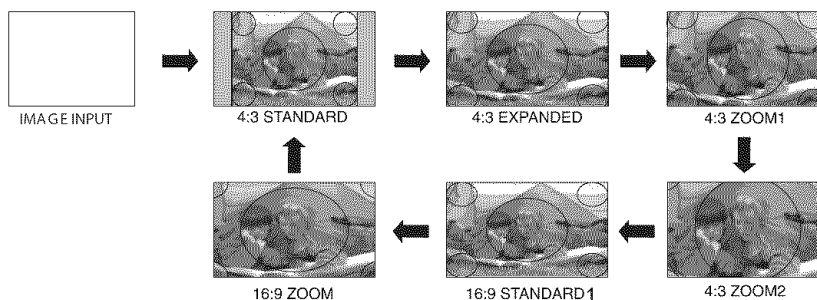 IMAGE INPUT
4:3 STANDARD
4:3 EXPANDED
4:3 ZOOM1
16:9 ZOOM
16:9 STANDARD1
4:3 ZOOM2